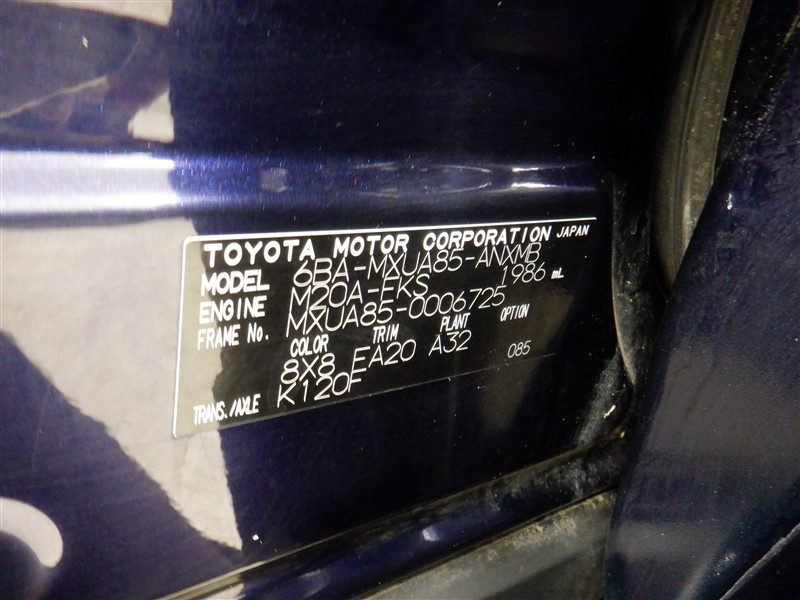 TOYOTA MOTOR CORPORATION JAPAN
MODEL 6BA-MXUA85-ANXMB
ENGINE M20A-FKS 1986 mL
FRAME No. MXUA85-0006725
COLOR TRIM PLANT OPTION
8X8 EA20 A32 085
TRANS./AXLE K120F